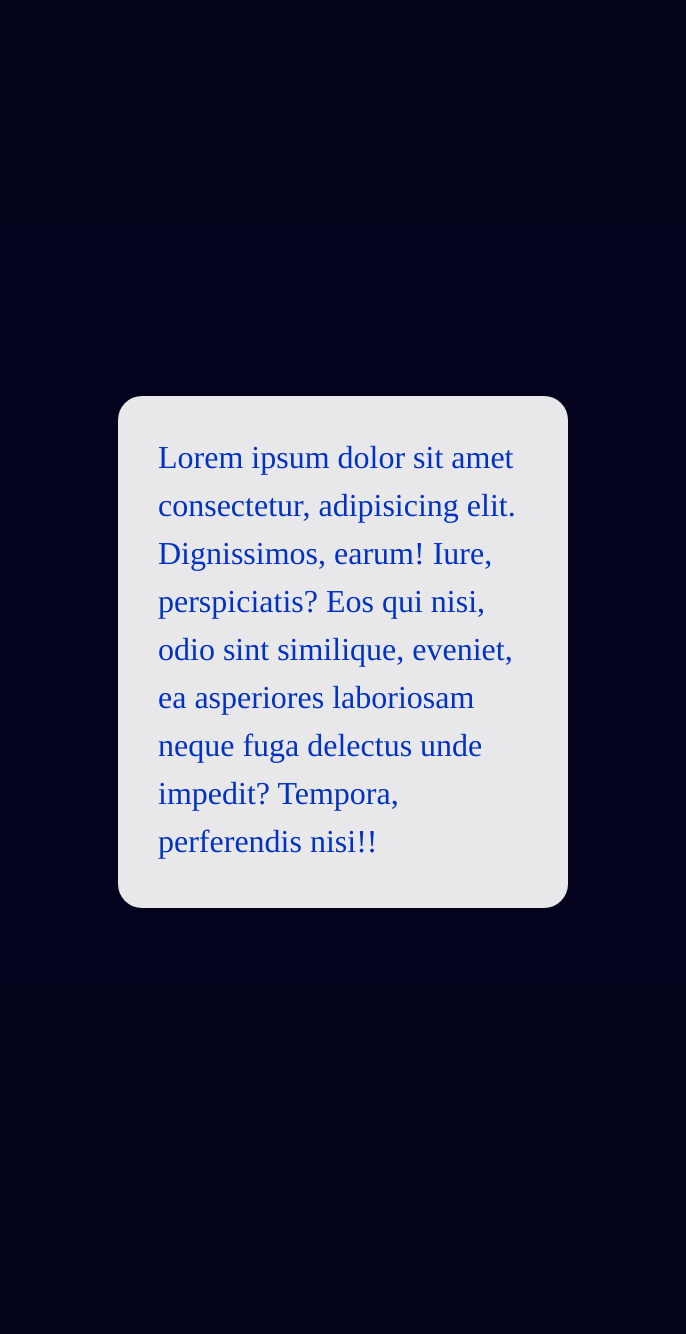 Lorem ipsum dolor sit amet
consectetur, adipisicing elit.
Dignissimos, earum! Iure,
perspiciatis? Eos qui nisi,
odio sint similique, eveniet,
ea asperiores laboriosam
neque fuga delectus unde
impedit? Tempora,
perferendis nisi!!